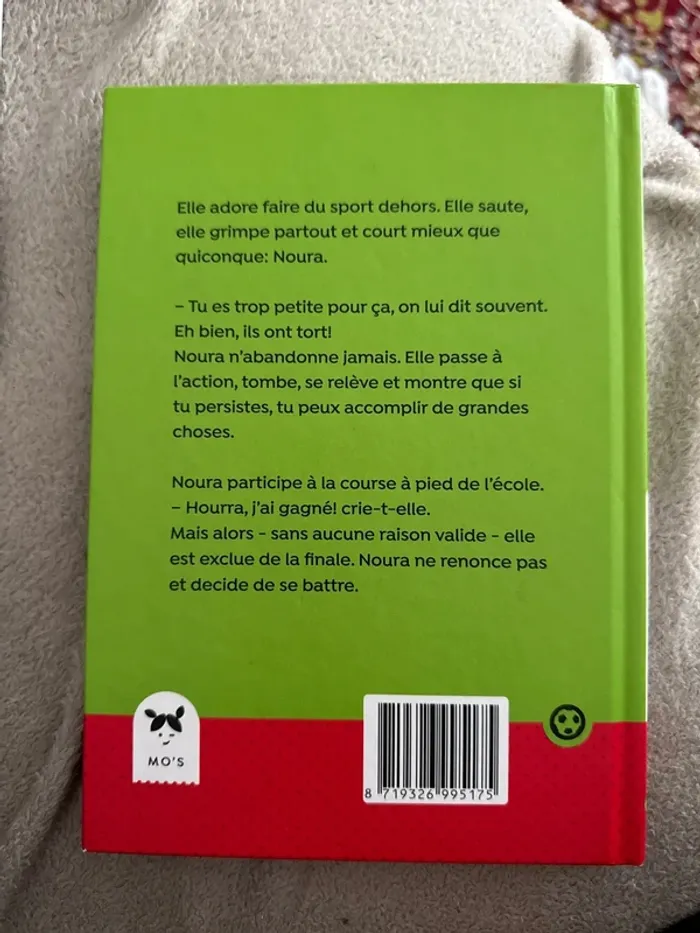 Elle adore faire du sport dehors. Elle saute,
elle grimpe partout et court mieux que
quiconque: Noura.
– Tu es trop petite pour ça, on lui dit souvent.
Eh bien, ils ont tort!
Noura n’abandonne jamais. Elle passe à
l’action, tombe, se relève et montre que si
tu persistes, tu peux accomplir de grandes
choses.
Noura participe à la course à pied de l’école.
– Hourra, j’ai gagné! crie-t-elle.
Mais alors - sans aucune raison valide - elle
est exclue de la finale. Noura ne renonce pas
et decide de se battre.
MO'S
8 719326 995175